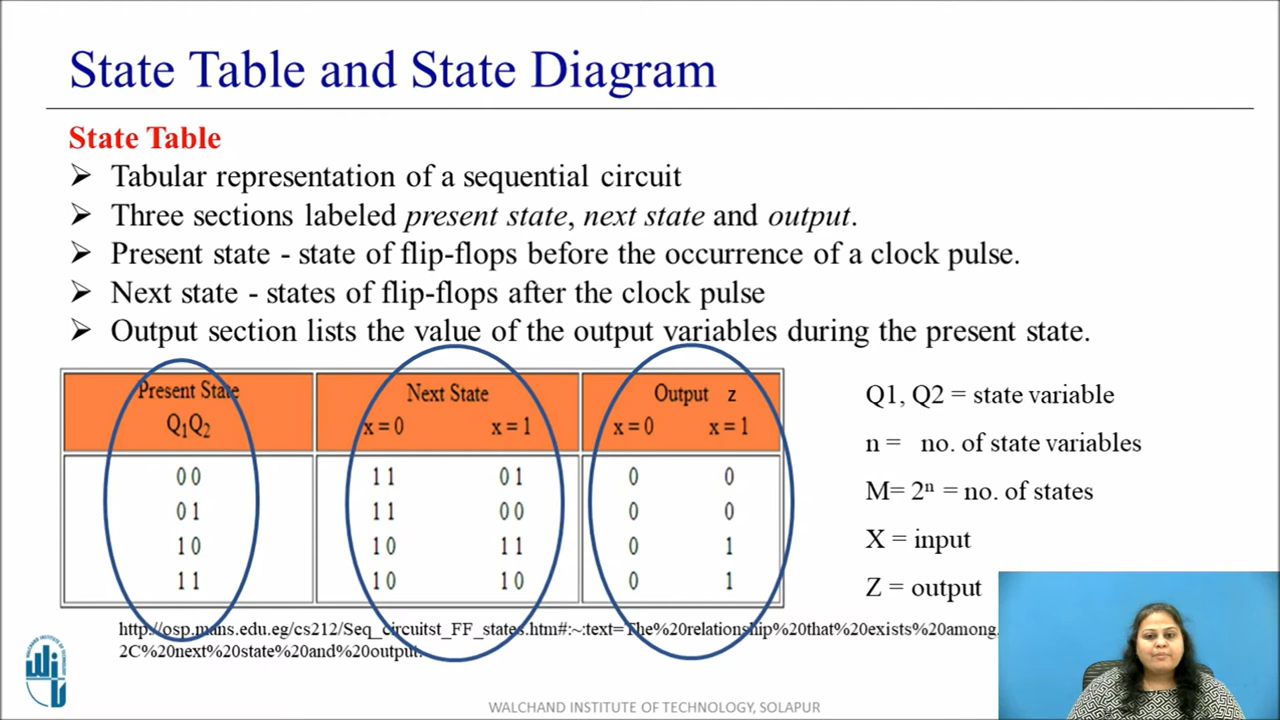 State Table and State Diagram
State Table
➢ Tabular representation of a sequential circuit
➢ Three sections labeled present state, next state and output.
➢ Present state - state of flip-flops before the occurrence of a clock pulse.
➢ Next state - states of flip-flops after the clock pulse
➢ Output section lists the value of the output variables during the present state.
Present State Next State Output z
Q₁Q₂ x = 0 x = 1 x = 0 x = 1
0 0 1 1 0 1 0 0
0 1 1 1 0 0 0 0
1 0 1 0 1 1 0 1
1 1 1 0 1 0 0 1
Q1, Q2 = state variable
n = no. of state variables
M= 2ⁿ = no. of states
X = input
Z = output
http://osp.mans.edu.eg/cs212/Seq_circuitst_FF_states.htm#:~:text=The%20relationship%20that%20exists%20among,
2C%20next%20state%20and%20output.
WALCHAND INSTITUTE OF TECHNOLOGY, SOLAPUR